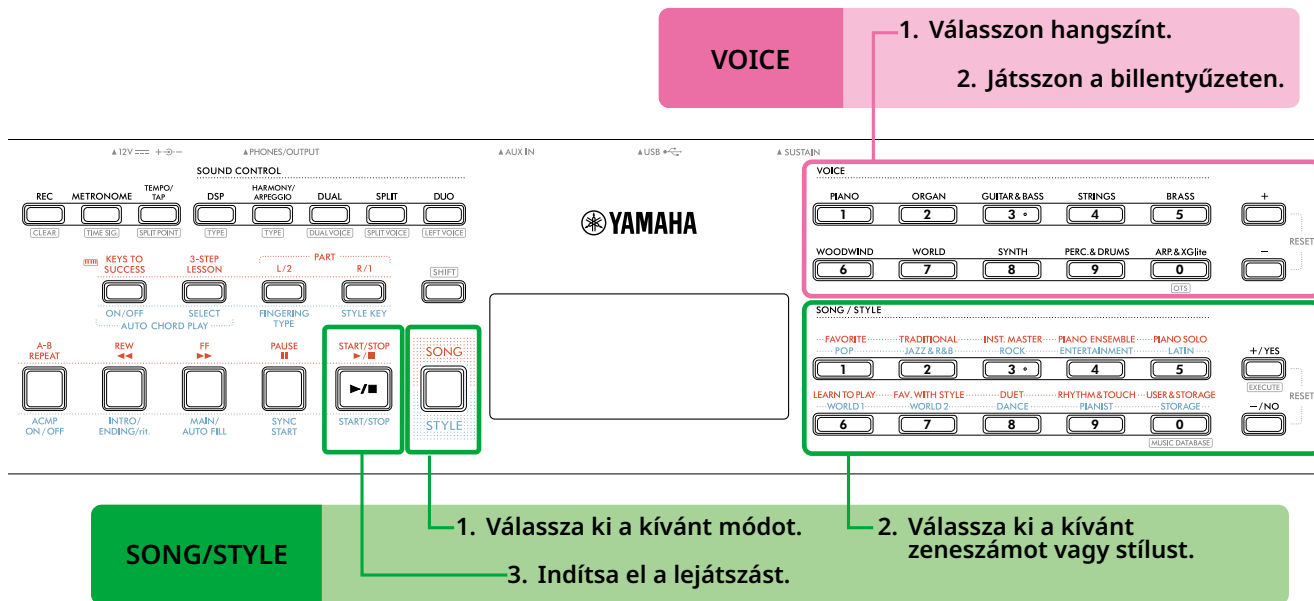 VOICE
1. Válasszon hangszínt.
2. Játsszon a billentyűzeten.
▲12V
▲PHONES/OUTPUT
▲AUX IN
▲USB
▲SUSTAIN
SOUND CONTROL
REC METRONOME TEMPO/TAP DSP HARMONY/ARPEGGIO DUAL SPLIT DUO
CLEAR TIME SIG. SPLIT POINT TYPE TYPE DUAL VOICE SPLIT VOICE LEFT VOICE
KEYS TO SUCCESS 3-STEP LESSON PART L/2 R/1 SHIFT
ON/OFF SELECT FINGERING TYPE STYLE KEY
AUTO CHORD PLAY
A-B REPEAT REW ◀◀ FF ▶▶ PAUSE ⏸ START/STOP ▶/■ SONG
▶/■
ACMP ON/OFF INTRO/ENDING/rit. MAIN/AUTO FILL SYNC START START/STOP STYLE
YAMAHA
VOICE
PIANO ORGAN GUITAR & BASS STRINGS BRASS +
1 2 3 4 5
RESET
WOODWIND WORLD SYNTH PERC. & DRUMS ARP. & XGlite −
6 7 8 9 0
OTS
SONG / STYLE
FAVORITE TRADITIONAL INST. MASTER PIANO ENSEMBLE PIANO SOLO
POP JAZZ & R&B ROCK ENTERTAINMENT LATIN +/YES
1 2 3 4 5
EXECUTE
RESET
LEARN TO PLAY FAV. WITH STYLE DUET RHYTHM & TOUCH USER & STORAGE
WORLD 1 WORLD 2 DANCE PIANIST STORAGE −/NO
6 7 8 9 0
MUSIC DATABASE
SONG/STYLE
1. Válassza ki a kívánt módot.
3. Indítsa el a lejátszást.
2. Válassza ki a kívánt
zeneszámot vagy stílust.